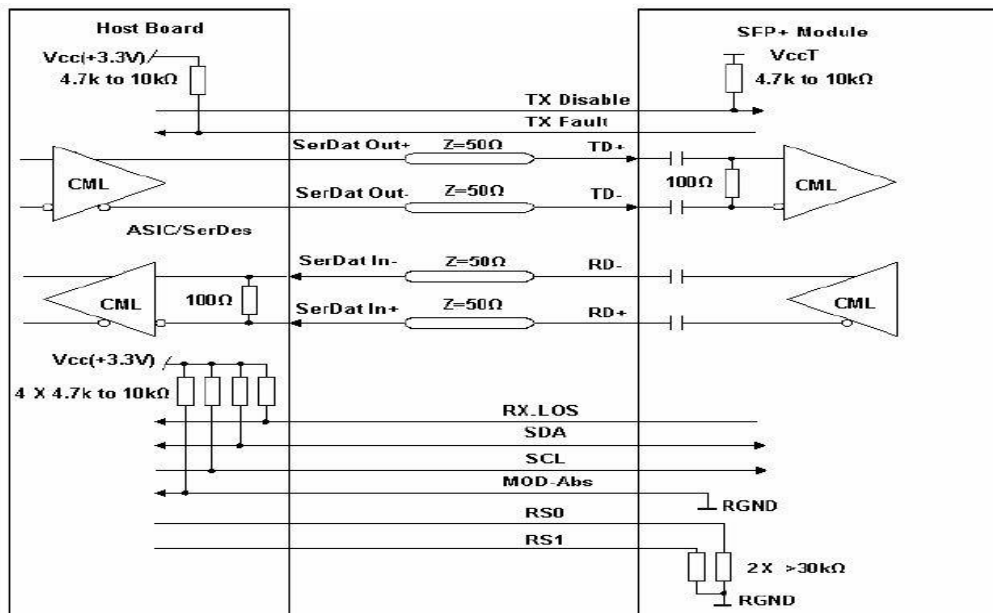 Host Board
SFP+ Module
Vcc(+3.3V)
4.7k to 10kΩ
VccT
4.7k to 10kΩ
TX Disable
TX Fault
SerDat Out+
Z=50Ω
TD+
CML
100Ω
CML
SerDat Out-
Z=50Ω
TD-
ASIC/SerDes
SerDat In-
Z=50Ω
RD-
CML
100Ω
CML
SerDat In+
Z=50Ω
RD+
Vcc(+3.3V)
4 X 4.7k to 10kΩ
RX-LOS
SDA
SCL
MOD-Abs
RGND
RS0
RS1
2X >30kΩ
RGND